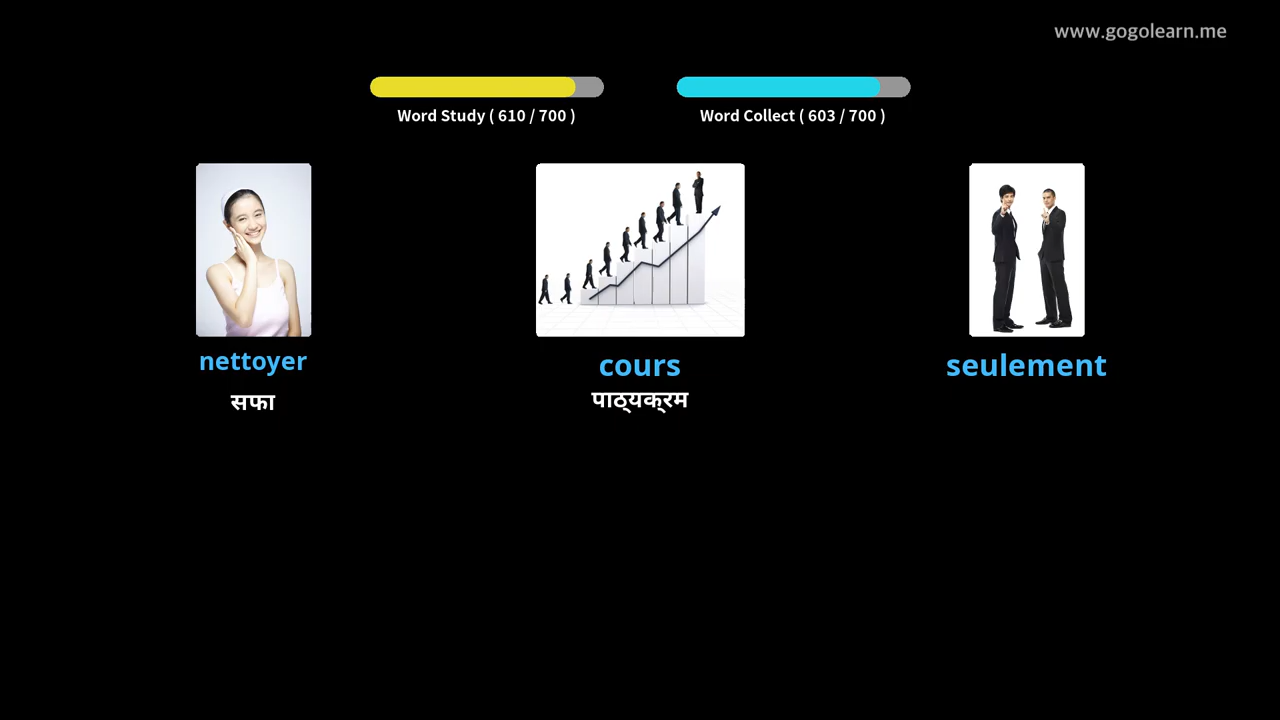 www.gogolearn.me
Word Study ( 610 / 700 )
Word Collect ( 603 / 700 )
nettoyer
cours
seulement
सफा
पाठ्यक्रम